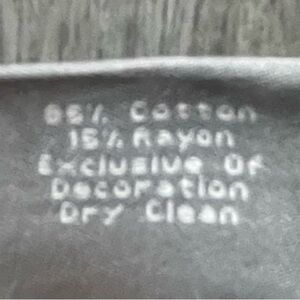 85% Cotton
15% Rayon
Exclusive Of
Decoration
Dry Clean